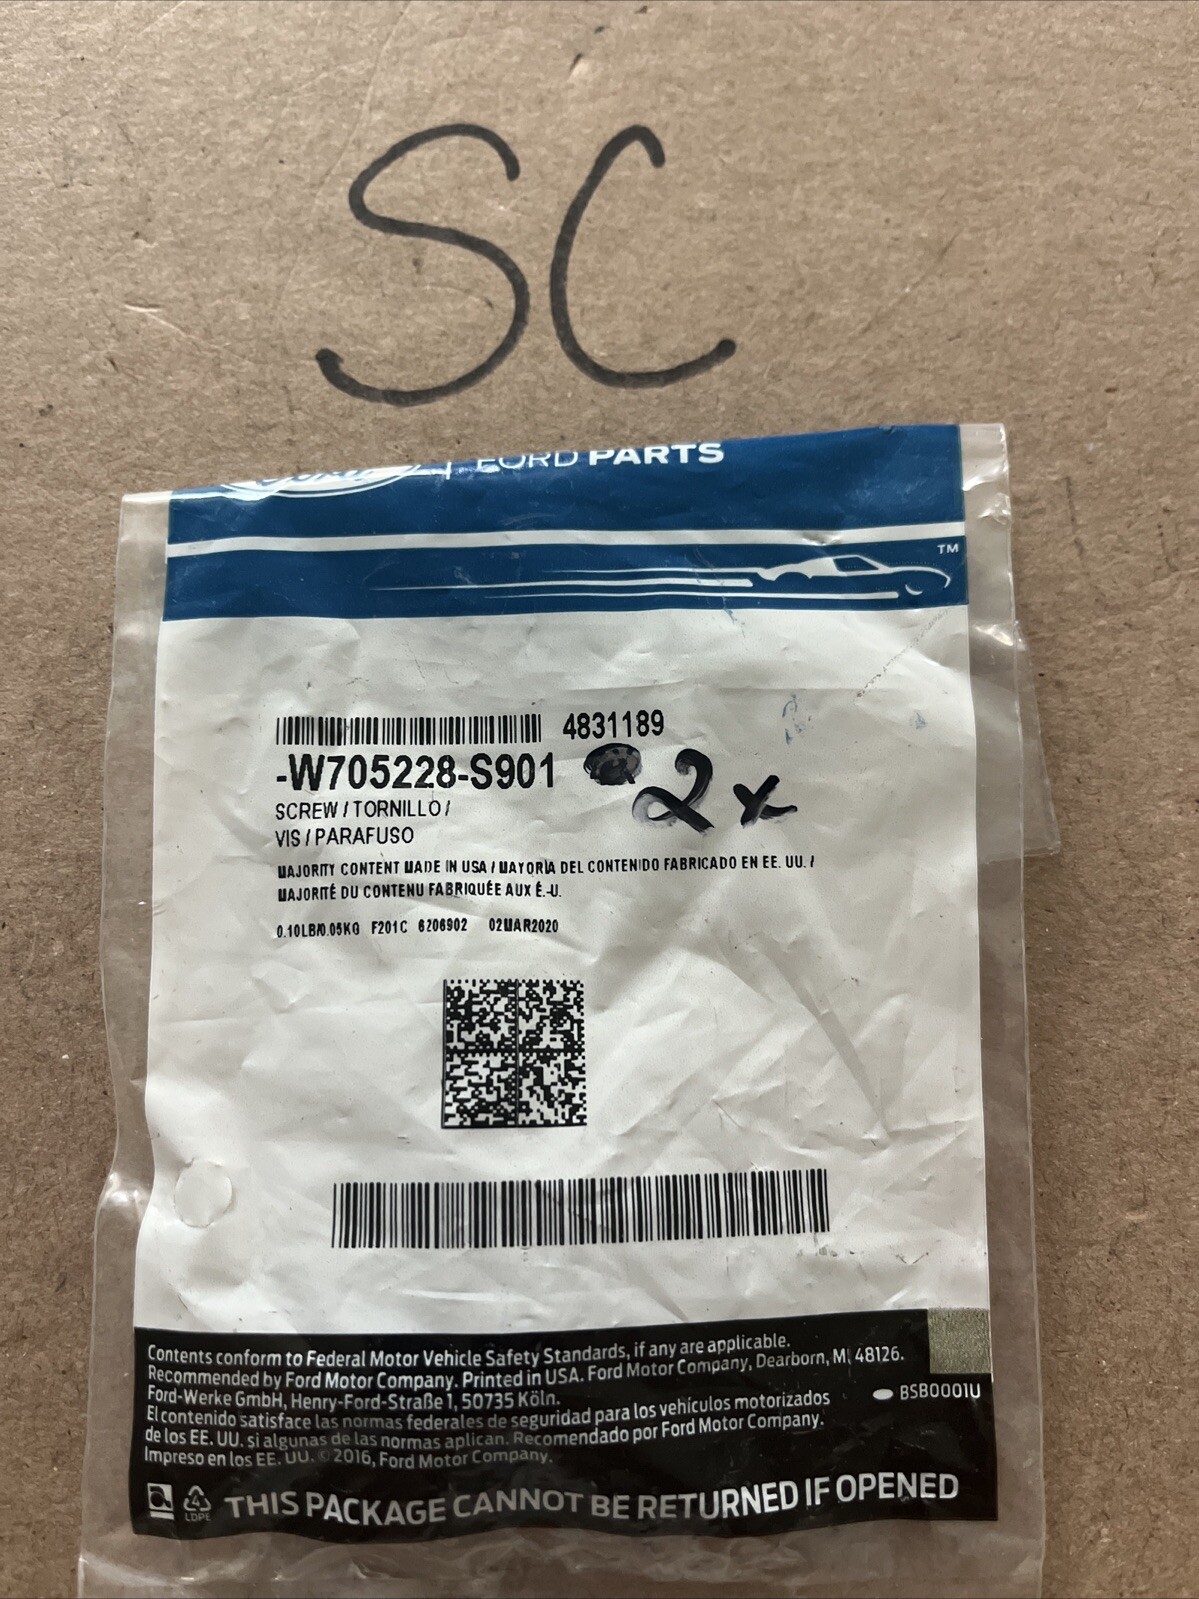 SC
FORD PARTS
TM
4831189
-W705228-S901
2x
SCREW / TORNILLO /
VIS / PARAFUSO
MAJORITY CONTENT MADE IN USA / MAYORIA DEL CONTENIDO FABRICADO EN EE. UU. /
MAJORITÉ DU CONTENU FABRIQUÉE AUX É.-U.
0.10LB/0.05KG F201C 6206902 02MAR2020
Contents conform to Federal Motor Vehicle Safety Standards, if any are applicable.
Recommended by Ford Motor Company. Printed in USA. Ford Motor Company, Dearborn, MI 48126.
Ford-Werke GmbH, Henry-Ford-Straße 1, 50735 Köln.
BSB0001U
El contenido satisface las normas federales de seguridad para los vehículos motorizados
de los EE. UU. si algunas de las normas aplican. Recomendado por Ford Motor Company.
Impreso en los EE. UU. © 2016, Ford Motor Company.
4
LDPE
THIS PACKAGE CANNOT BE RETURNED IF OPENED